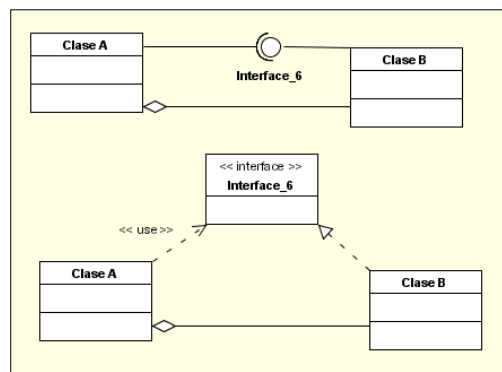 Clase A
Interface_6
Clase B
<< interface >>
Interface_6
<< use >>
Clase A
Clase B